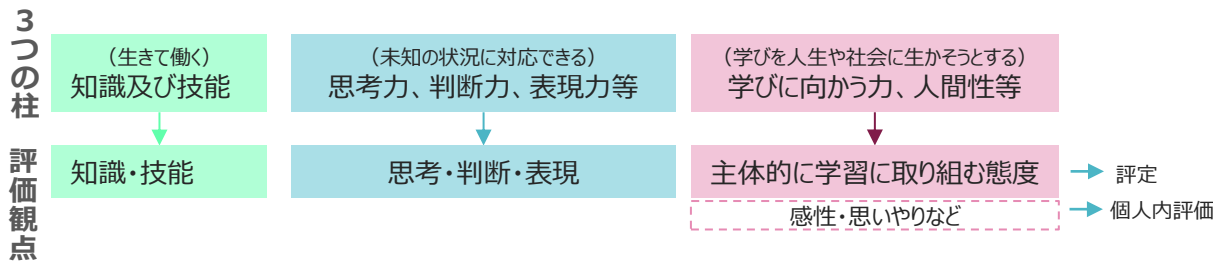 3つの柱
(生きて働く)
知識及び技能
(未知の状況に対応できる)
思考力、判断力、表現力等
(学びを人生や社会に生かそうとする)
学びに向かう力、人間性等
評価観点
知識・技能
思考・判断・表現
主体的に学習に取り組む態度
評定
感性・思いやりなど
個人内評価